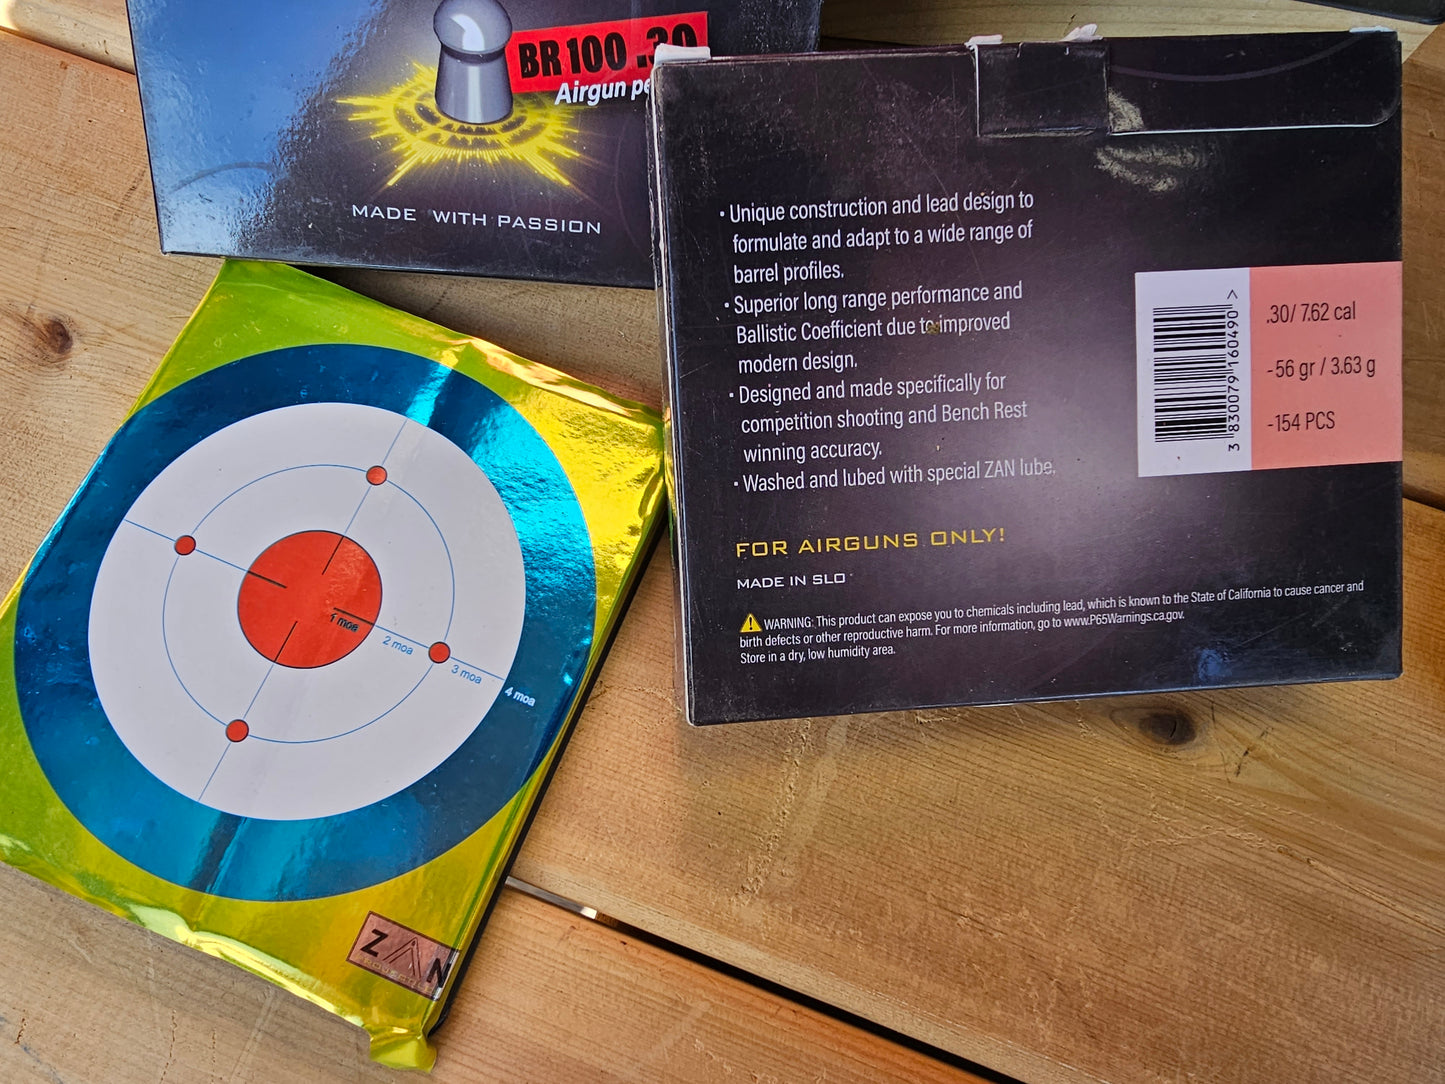 BR 100 .30
Airgun
MADE WITH PASSION
• Unique construction and lead design to
formulate and adapt to a wide range of
barrel profiles.
• Superior long range performance and
Ballistic Coefficient due to improved
modern design.
• Designed and made specifically for
competition shooting and Bench Rest
winning accuracy.
• Washed and lubed with special ZAN lube.
FOR AIRGUNS ONLY!
MADE IN SLO
WARNING: This product can expose you to chemicals including lead, which is known to the State of California to cause cancer and
birth defects or other reproductive harm. For more information, go to www.P65Warnings.ca.gov.
Store in a dry, low humidity area.
3 830079 160490 >
.30/ 7.62 cal
-56 gr / 3.63 g
-154 PCS
1 moa
2 moa
3 moa
4 moa
ZAN